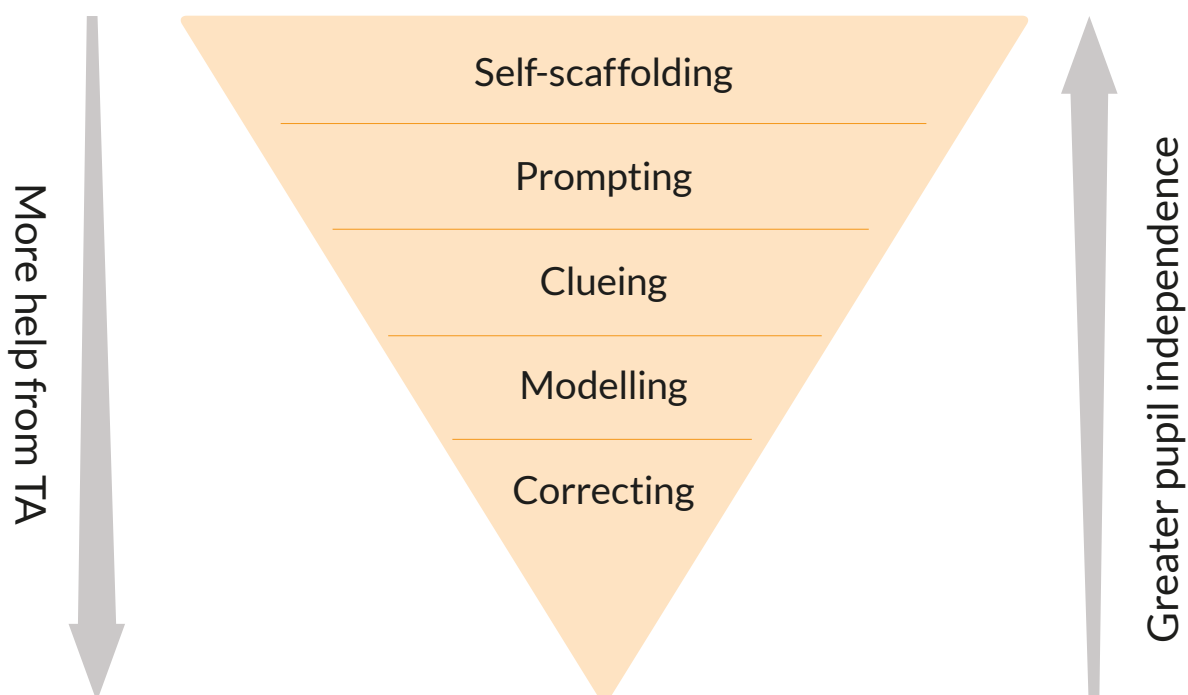 More help from TA
Self-scaffolding
Prompting
Clueing
Modelling
Correcting
Greater pupil independence